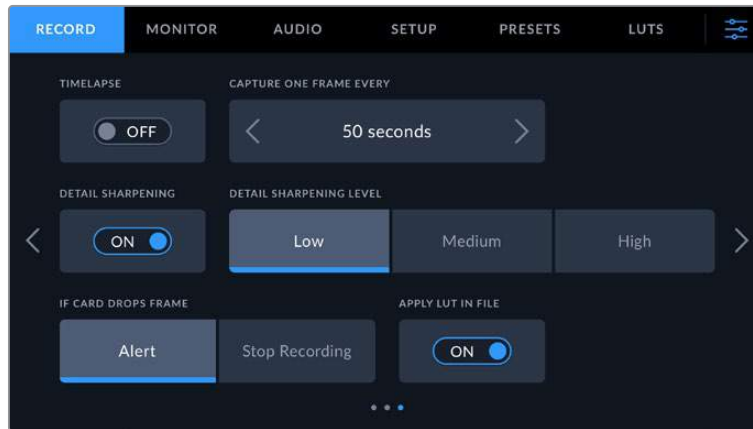 RECORD MONITOR AUDIO SETUP PRESETS LUTS
TIMELAPSE CAPTURE ONE FRAME EVERY
OFF 50 seconds
DETAIL SHARPENING DETAIL SHARPENING LEVEL
ON Low Medium High
IF CARD DROPS FRAME APPLY LUT IN FILE
Alert Stop Recording ON